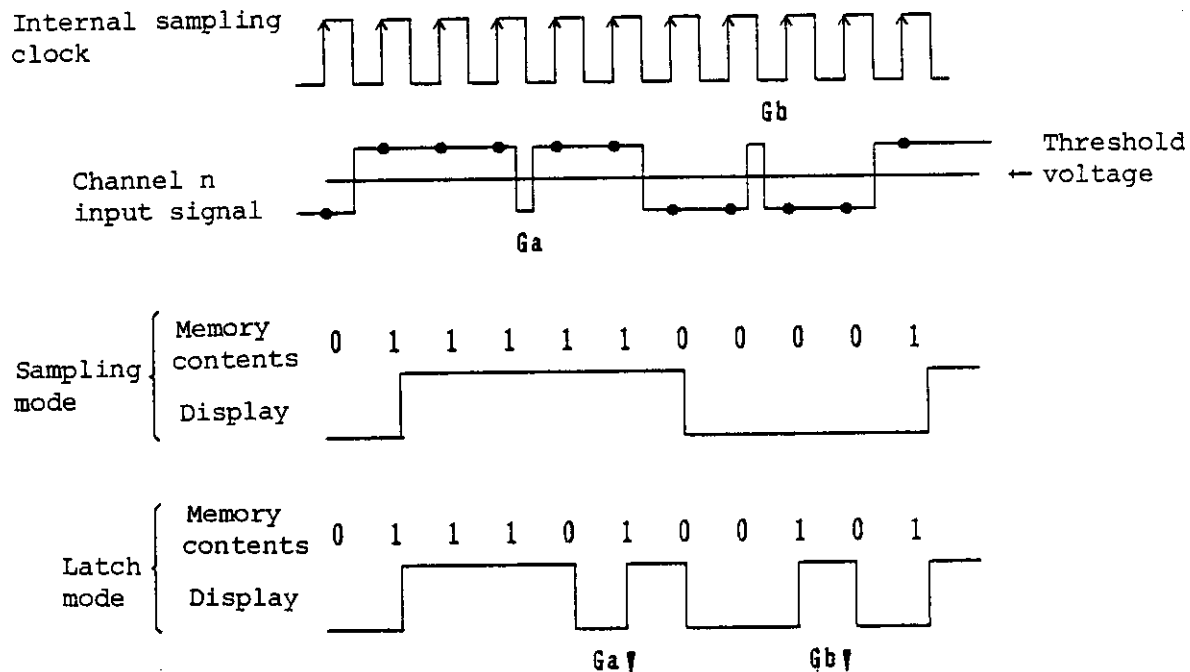 Internal sampling
clock
Gb
Threshold
voltage
←
Channel n
input signal
Ga
Sampling
mode
Memory
contents
0 1 1 1 1 1 0 0 0 0 1
Display
Latch
mode
Memory
contents
0 1 1 1 0 1 0 0 1 0 1
Display
Ga
Gb